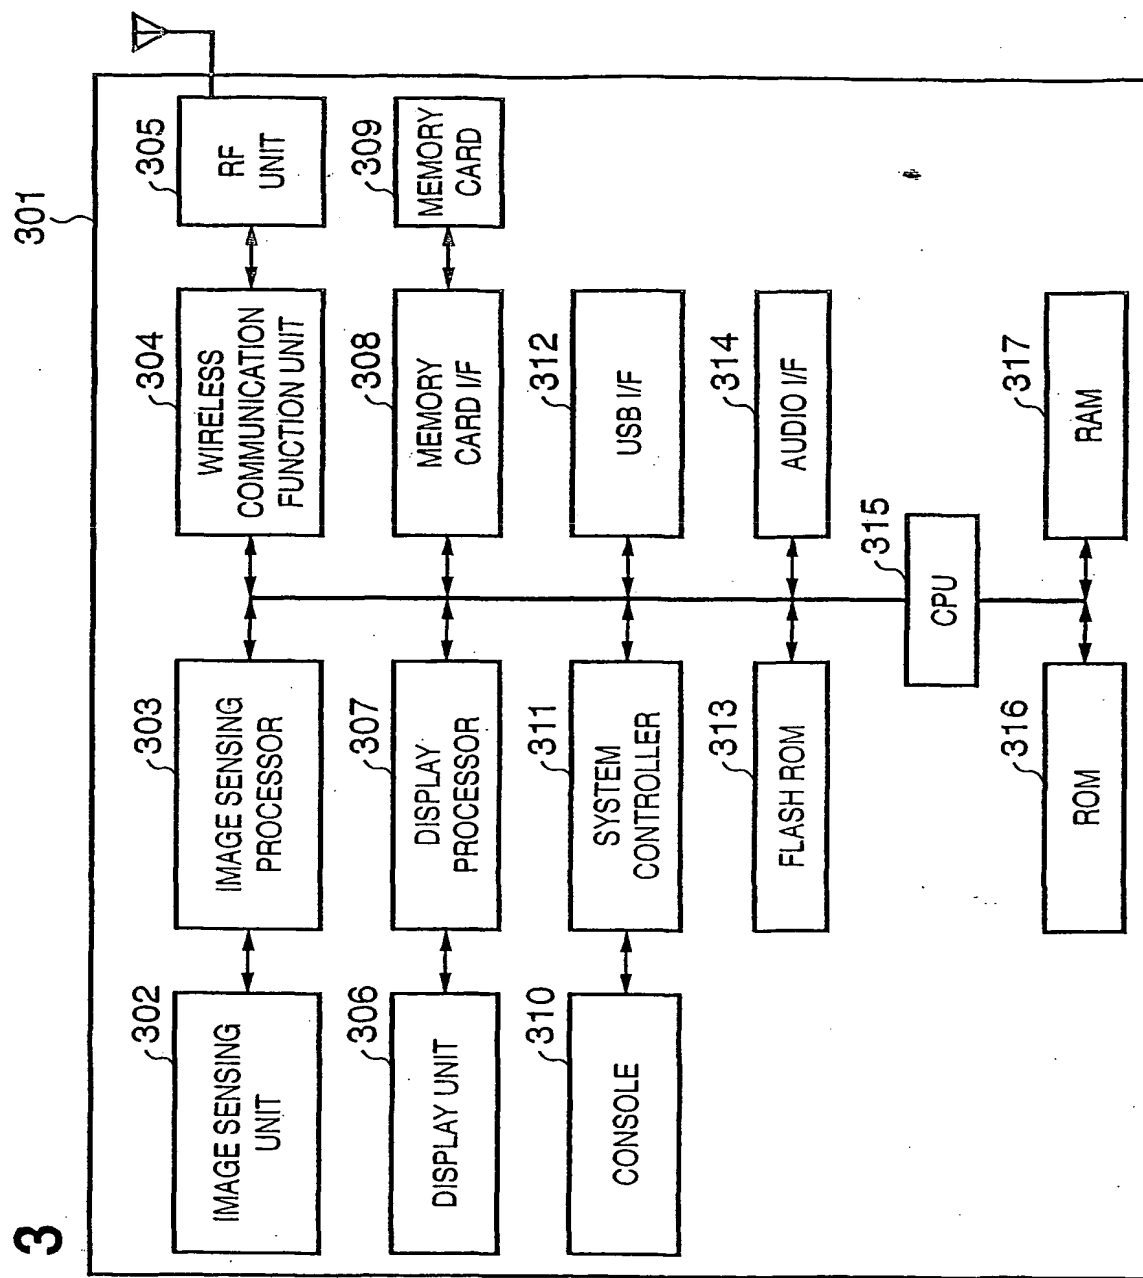 3
301
302
IMAGE SENSING
UNIT
303
IMAGE SENSING
PROCESSOR
304
WIRELESS
COMMUNICATION
FUNCTION UNIT
305
RF
UNIT
306
DISPLAY UNIT
307
DISPLAY
PROCESSOR
308
MEMORY
CARD I/F
309
MEMORY
CARD
310
CONSOLE
311
SYSTEM
CONTROLLER
312
USB I/F
313
FLASH ROM
314
AUDIO I/F
315
CPU
316
ROM
317
RAM